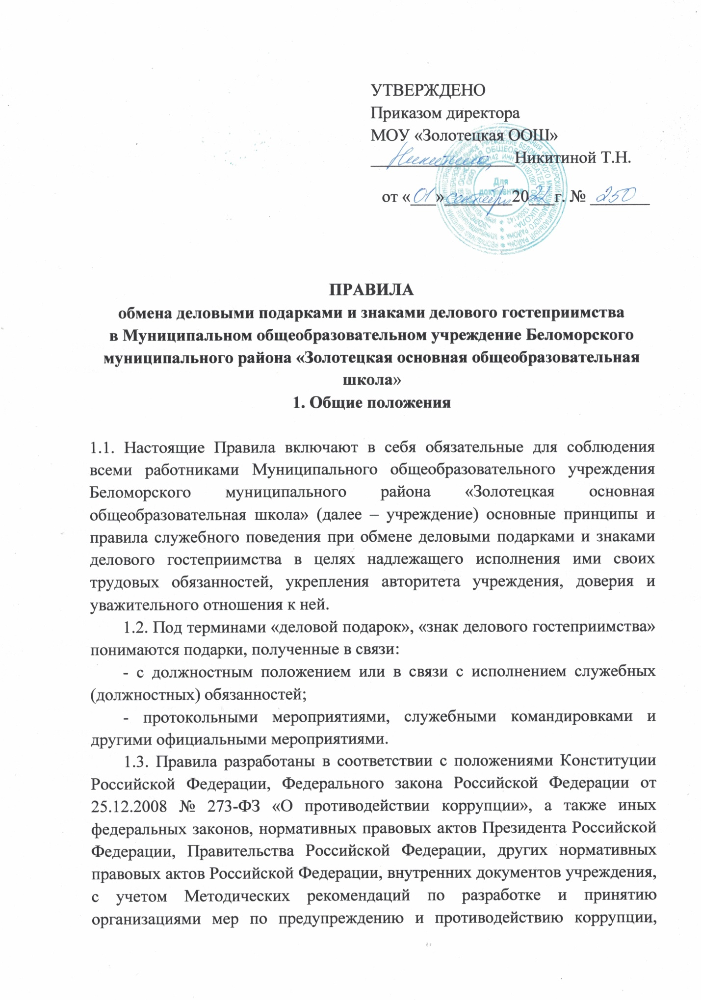 УТВЕРЖДЕНО
Приказом директора
МОУ «Золотецкая ООШ»
Никитина Никитиной Т.Н.
от «01» сентября 2021 г. № 250
Для
документов
ПРАВИЛА
обмена деловыми подарками и знаками делового гостеприимства
в Муниципальном общеобразовательном учреждение Беломорского
муниципального района «Золотецкая основная общеобразовательная
школа»
1. Общие положения
1.1. Настоящие Правила включают в себя обязательные для соблюдения
всеми работниками Муниципального общеобразовательного учреждения
Беломорского муниципального района «Золотецкая основная
общеобразовательная школа» (далее – учреждение) основные принципы и
правила служебного поведения при обмене деловыми подарками и знаками
делового гостеприимства в целях надлежащего исполнения ими своих
трудовых обязанностей, укрепления авторитета учреждения, доверия и
уважительного отношения к ней.
1.2. Под терминами «деловой подарок», «знак делового гостеприимства»
понимаются подарки, полученные в связи:
- с должностным положением или в связи с исполнением служебных
(должностных) обязанностей;
- протокольными мероприятиями, служебными командировками и
другими официальными мероприятиями.
1.3. Правила разработаны в соответствии с положениями Конституции
Российской Федерации, Федерального закона Российской Федерации от
25.12.2008 № 273-ФЗ «О противодействии коррупции», а также иных
федеральных законов, нормативных правовых актов Президента Российской
Федерации, Правительства Российской Федерации, других нормативных
правовых актов Российской Федерации, внутренних документов учреждения,
с учетом Методических рекомендаций по разработке и принятию
организациями мер по предупреждению и противодействию коррупции,